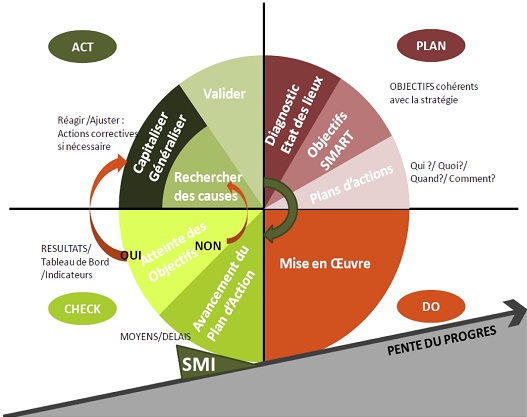 ACT
PLAN
Valider
Diagnostic
Etat des lieux
OBJECTIFS cohérents
avec la stratégie
Réagir /Ajuster :
Actions correctives
si nécessaire
Capitaliser
Généraliser
Objectifs
SMART
Rechercher
des causes
Plans d'actions
Qui ?/ Quoi?/
Quand?/ Comment?
RESULTATS/
Tableau de Bord
/Indicateurs
OUI
Atteinte des
Objectifs
NON
Avancement du
Plan d'Action
Mise en Œuvre
CHECK
DO
MOYENS/DELAIS
SMI
PENTE DU PROGRES